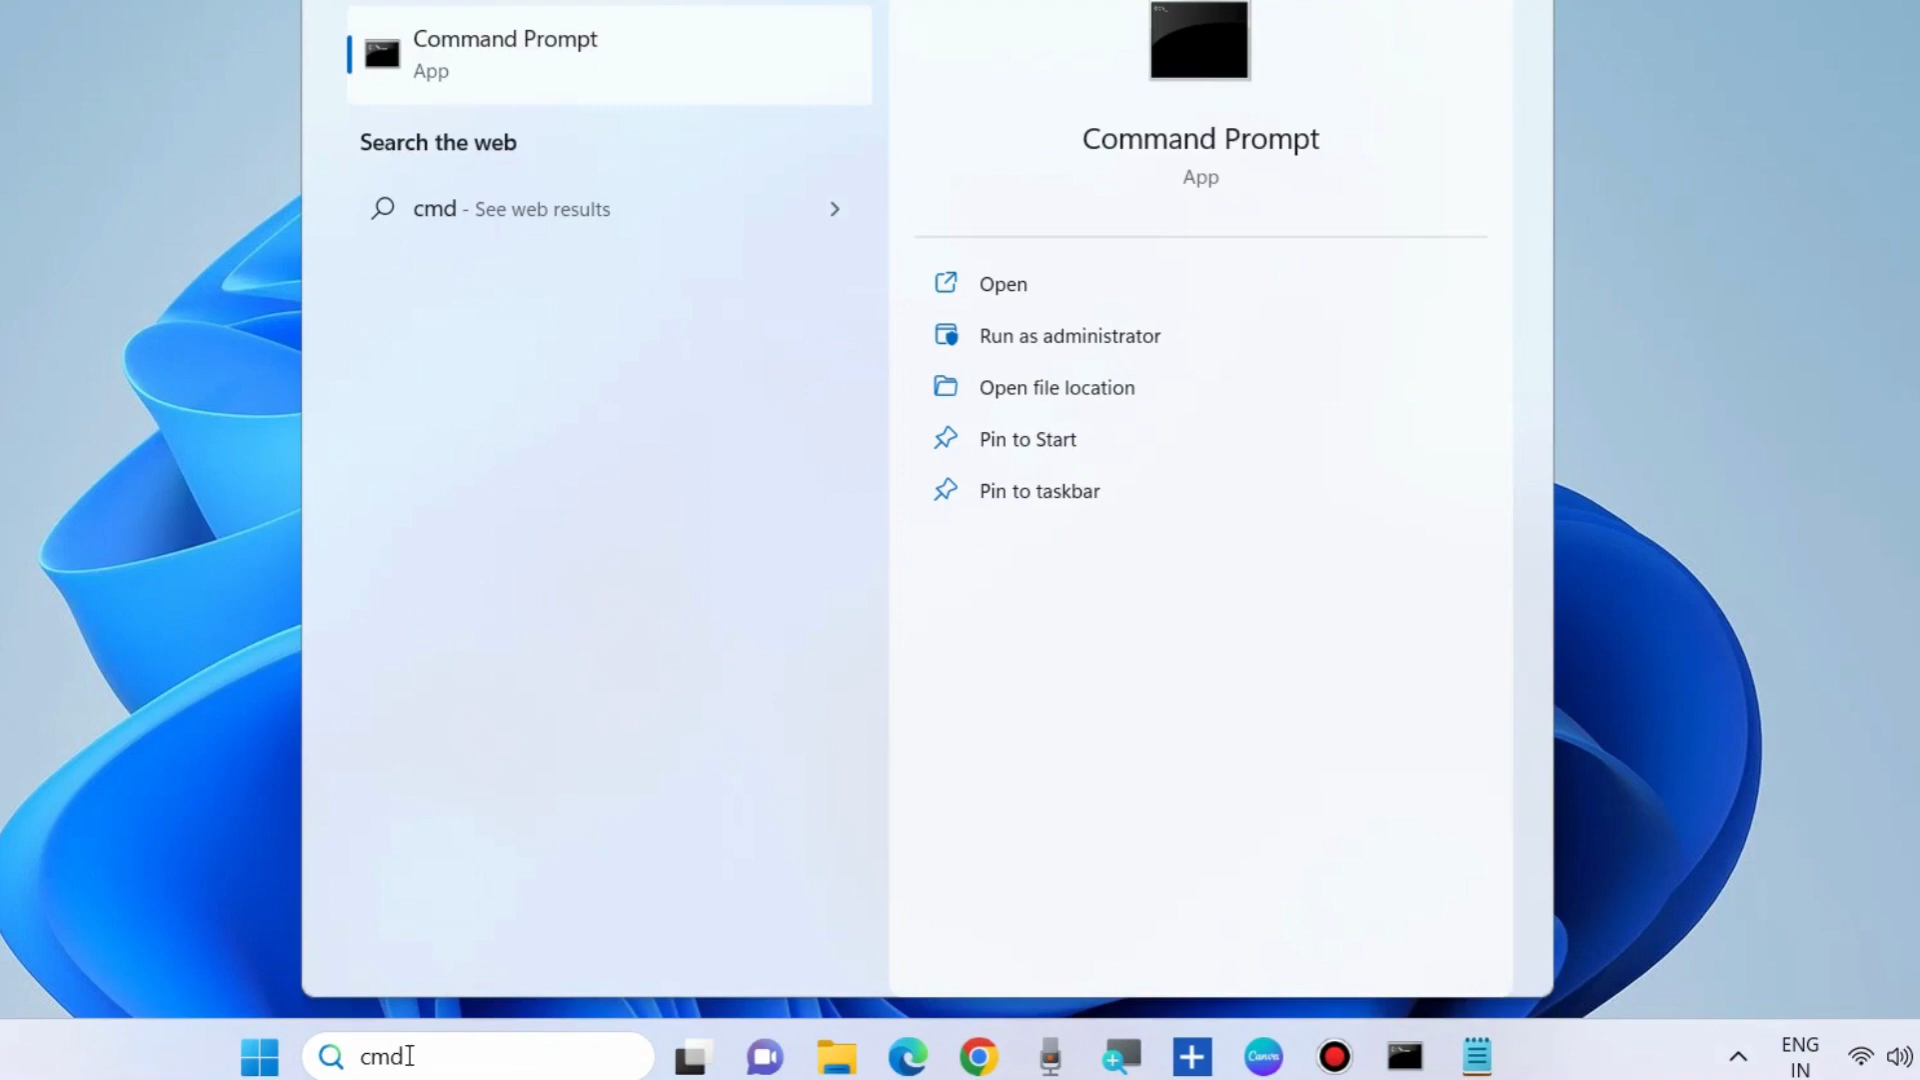 Command Prompt
App
Search the web
cmd - See web results
Command Prompt
App
Open
Run as administrator
Open file location
Pin to Start
Pin to taskbar
cmd
Canva
ENG
IN